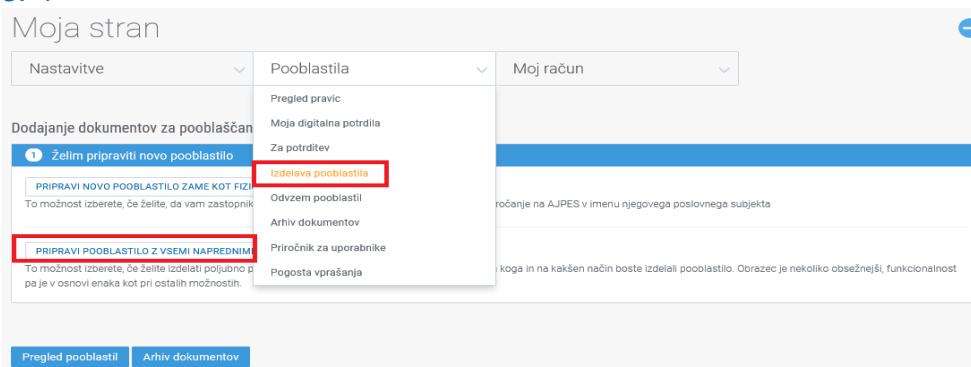 Moja stran
Nastavitve
Pooblastila
Moj račun
Pregled pravic
Moja digitalna potrdila
Za potrditev
Izdelava pooblastila
Odvzem pooblastil
Arhiv dokumentov
Priročnik za uporabnike
Pogosta vprašanja
Dodajanje dokumentov za pooblaščan
1 Želim pripraviti novo pooblastilo
PRIPRAVI NOVO POOBLASTILO ZAME KOT FIZI
To možnost izberete, če želite, da vam zastopnik ročanje na AJPES v imenu njegovega poslovnega subjekta
PRIPRAVI POOBLASTILO Z VSEMI NAPREDNIMI
To možnost izberete, če želite izdelati poljubno p koga in na kakšen način boste izdelali pooblastilo. Obrazec je nekoliko obsežnejši, funkcionalnost
pa je v osnovi enaka kot pri ostalih možnostih.
Pregled pooblastil
Arhiv dokumentov